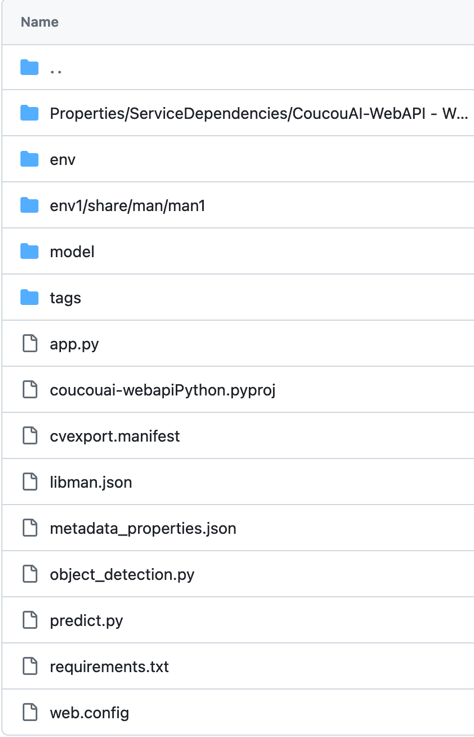 Name
..
Properties/ServiceDependencies/CoucouAI-WebAPI - W...
env
env1/share/man/man1
model
tags
app.py
coucouai-webapiPython.pyproj
cvexport.manifest
libman.json
metadata_properties.json
object_detection.py
predict.py
requirements.txt
web.config